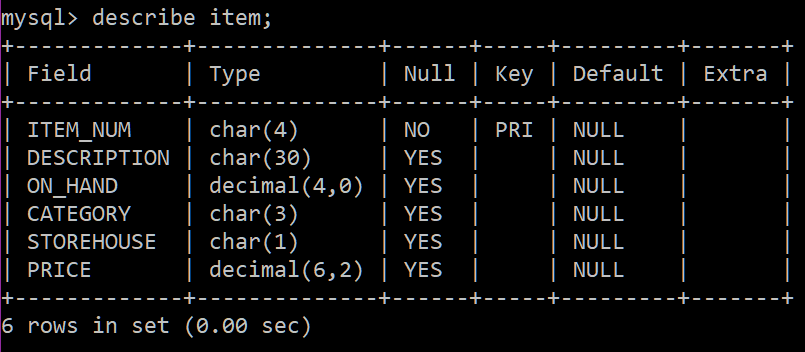 mysql> describe item;
+-------------+--------------+------+-----+---------+-------+
| Field       | Type         | Null | Key | Default | Extra |
+-------------+--------------+------+-----+---------+-------+
| ITEM_NUM    | char(4)      | NO   | PRI | NULL    |       |
| DESCRIPTION | char(30)     | YES  |     | NULL    |       |
| ON_HAND     | decimal(4,0) | YES  |     | NULL    |       |
| CATEGORY    | char(3)      | YES  |     | NULL    |       |
| STOREHOUSE  | char(1)      | YES  |     | NULL    |       |
| PRICE       | decimal(6,2) | YES  |     | NULL    |       |
+-------------+--------------+------+-----+---------+-------+
6 rows in set (0.00 sec)